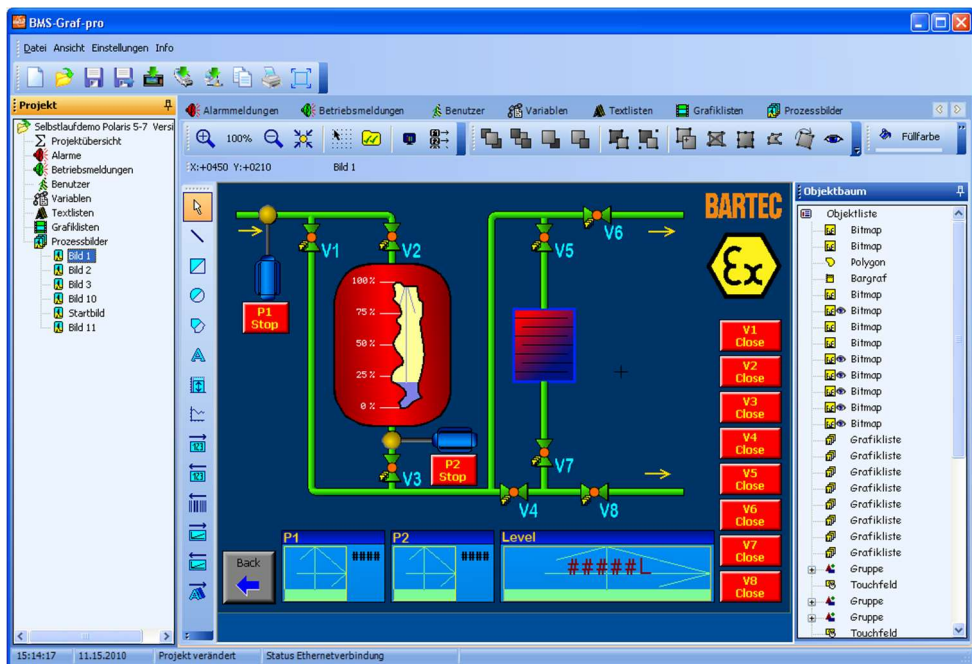 BMS-Graf-pro
Datei Ansicht Einstellungen Info
Projekt
Selbstlaufdemo Polaris 5-7 Versi
Projektübersicht
Alarme
Betriebsmeldungen
Benutzer
Variablen
Textlisten
Grafiklisten
Prozessbilder
Bild 1
Bild 2
Bild 3
Bild 10
Startbild
Bild 11
Alarmmeldungen Betriebsmeldungen Benutzer Variablen Textlisten Grafiklisten Prozessbilder
100%
Füllfarbe
X:+0450 Y:+0210 Bild 1
BARTEC
Ex
V1
V2
V5
V6
P1
Stop
100%
75%
50%
25%
0%
P2
Stop
V3
V7
V4
V8
V1
Close
V2
Close
V3
Close
V4
Close
V5
Close
V6
Close
V7
Close
V8
Close
Back
P1
####
P2
####
Level
#####L
Objektbaum
Objektliste
Bitmap
Bitmap
Polygon
Bargraf
Bitmap
Bitmap
Bitmap
Bitmap
Bitmap
Bitmap
Bitmap
Bitmap
Bitmap
Grafikliste
Grafikliste
Grafikliste
Grafikliste
Grafikliste
Grafikliste
Grafikliste
Grafikliste
Gruppe
Touchfeld
Gruppe
Gruppe
Touchfeld
15:14:17 11.15.2010 Projekt verändert Status Ethernetverbindung